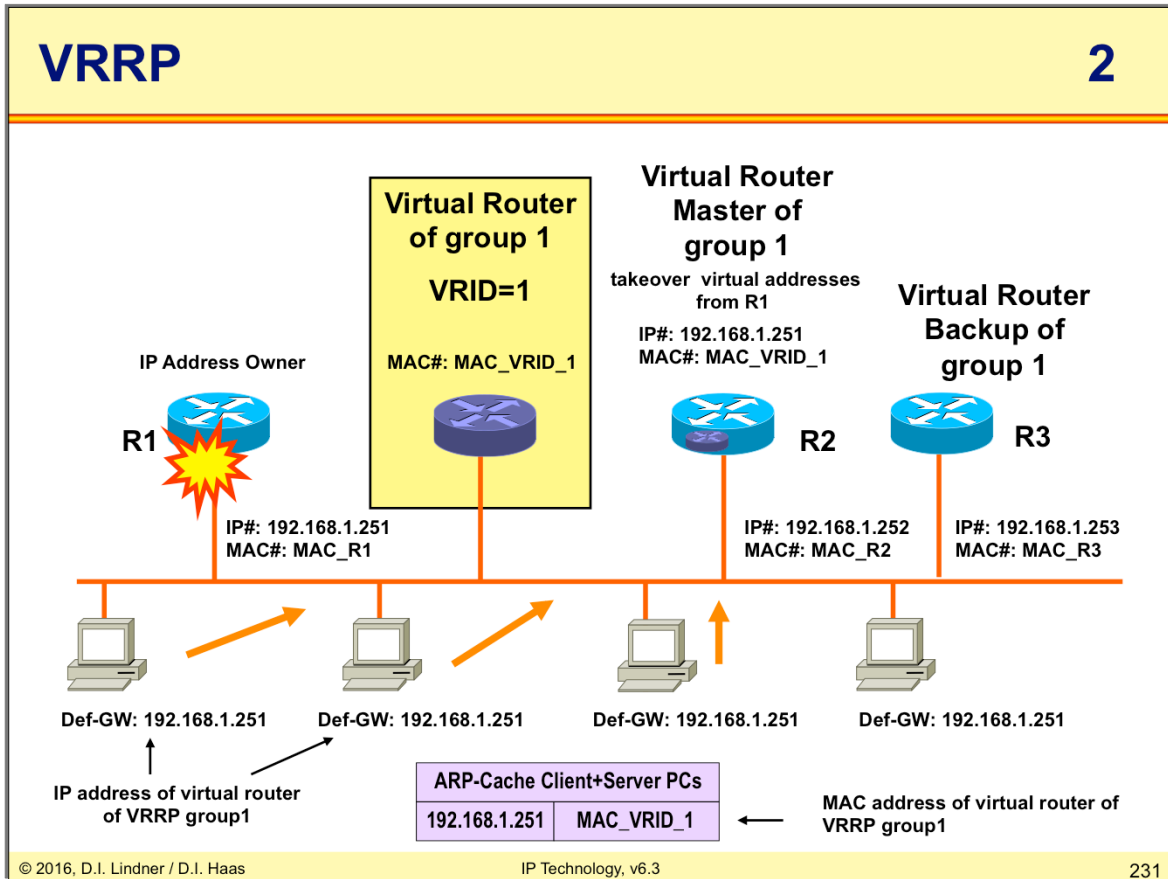 VRRP
2
Virtual Router
of group 1
VRID=1
MAC#: MAC_VRID_1
Virtual Router
Master of
group 1
takeover virtual addresses
from R1
IP#: 192.168.1.251
MAC#: MAC_VRID_1
Virtual Router
Backup of
group 1
IP Address Owner
R1
R2
R3
IP#: 192.168.1.251
MAC#: MAC_R1
IP#: 192.168.1.252
MAC#: MAC_R2
IP#: 192.168.1.253
MAC#: MAC_R3
Def-GW: 192.168.1.251
Def-GW: 192.168.1.251
Def-GW: 192.168.1.251
Def-GW: 192.168.1.251
IP address of virtual router
of VRRP group1
ARP-Cache Client+Server PCs
192.168.1.251 MAC_VRID_1
MAC address of virtual router of
VRRP group1
© 2016, D.I. Lindner / D.I. Haas
IP Technology, v6.3
231